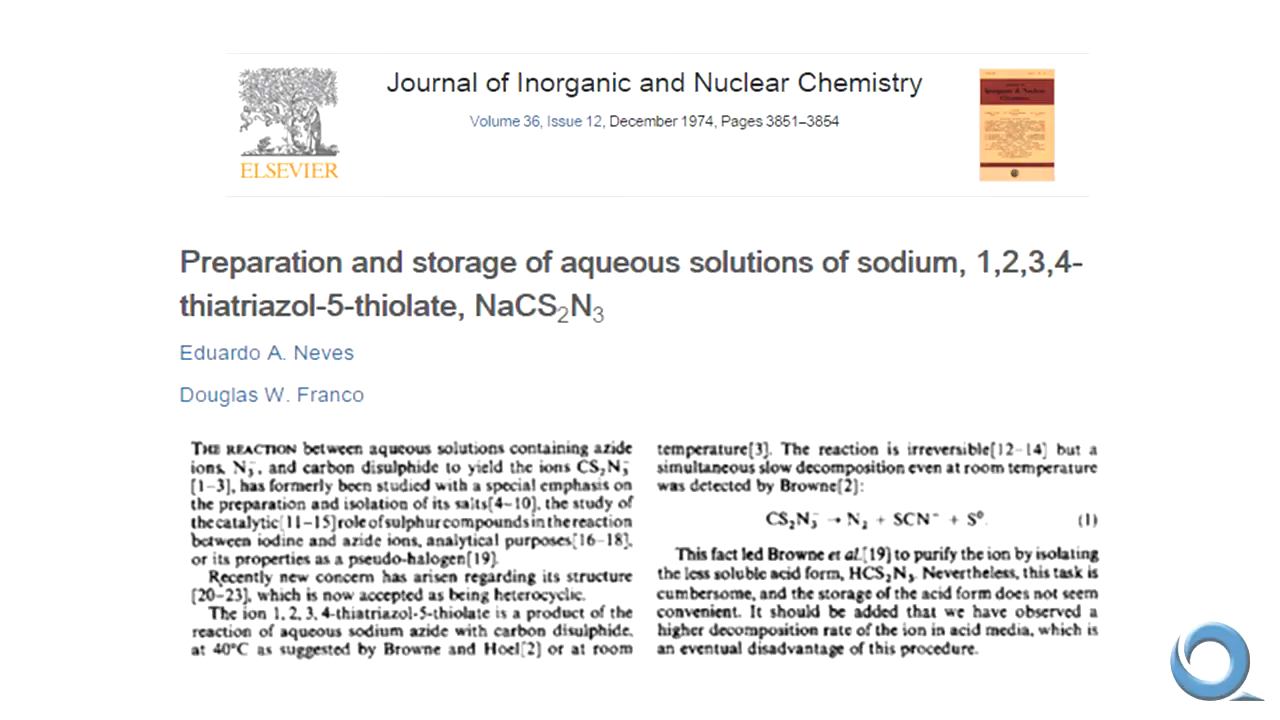 Journal of Inorganic and Nuclear Chemistry
Volume 36, Issue 12, December 1974, Pages 3851–3854
ELSEVIER
Preparation and storage of aqueous solutions of sodium, 1,2,3,4-
thiatriazol-5-thiolate, NaCS₂N₃
Eduardo A. Neves
Douglas W. Franco
THE REACTION between aqueous solutions containing azide
ions, N₃⁻, and carbon disulphide to yield the ions CS₂N₃⁻
[1–3], has formerly been studied with a special emphasis on
the preparation and isolation of its salts[4–10], the study of
the catalytic[11–15] role of sulphur compounds in the reaction
between iodine and azide ions, analytical purposes[16–18],
or its properties as a pseudo-halogen[19].
Recently new concern has arisen regarding its structure
[20–23], which is now accepted as being heterocyclic.
The ion 1, 2, 3, 4-thiatriazol-5-thiolate is a product of the
reaction of aqueous sodium azide with carbon disulphide,
at 40°C as suggested by Browne and Hoel[2] or at room
temperature[3]. The reaction is irreversible[12–14] but a
simultaneous slow decomposition even at room temperature
was detected by Browne[2]:
CS₂N₃⁻ → N₂ + SCN⁻ + S⁰. (1)
This fact led Browne et al.[19] to purify the ion by isolating
the less soluble acid form, HCS₂N₃. Nevertheless, this task is
cumbersome, and the storage of the acid form does not seem
convenient. It should be added that we have observed a
higher decomposition rate of the ion in acid media, which is
an eventual disadvantage of this procedure.